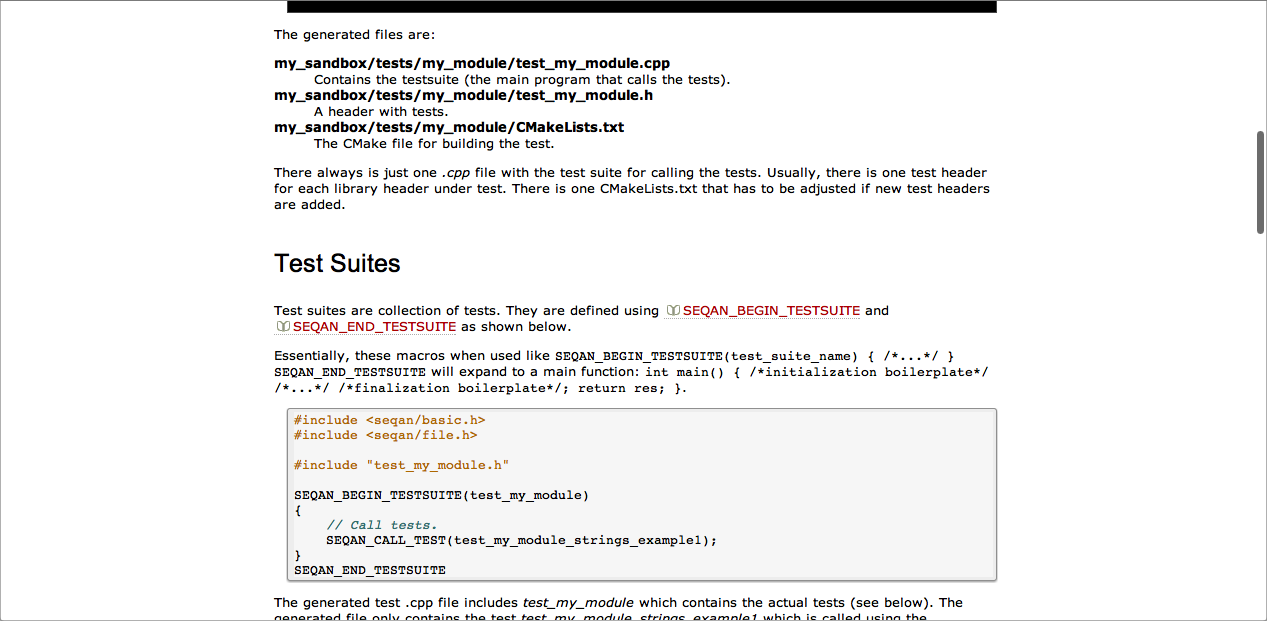 The generated files are:
my_sandbox/tests/my_module/test_my_module.cpp
Contains the testsuite (the main program that calls the tests).
my_sandbox/tests/my_module/test_my_module.h
A header with tests.
my_sandbox/tests/my_module/CMakeLists.txt
The CMake file for building the test.
There always is just one .cpp file with the test suite for calling the tests. Usually, there is one test header
for each library header under test. There is one CMakeLists.txt that has to be adjusted if new test headers
are added.
Test Suites
Test suites are collection of tests. They are defined using SEQAN_BEGIN_TESTSUITE and
SEQAN_END_TESTSUITE as shown below.
Essentially, these macros when used like SEQAN_BEGIN_TESTSUITE(test_suite_name) { /*...*/ }
SEQAN_END_TESTSUITE will expand to a main function: int main() { /*initialization boilerplate*/
/*...*/ /*finalization boilerplate*/; return res; }.
#include <seqan/basic.h>
#include <seqan/file.h>
#include "test_my_module.h"
SEQAN_BEGIN_TESTSUITE(test_my_module)
{
// Call tests.
SEQAN_CALL_TEST(test_my_module_strings_example1);
}
SEQAN_END_TESTSUITE
The generated test .cpp file includes test_my_module which contains the actual tests (see below). The
generated file only contains the test test_my_module_strings_example1 which is called using the